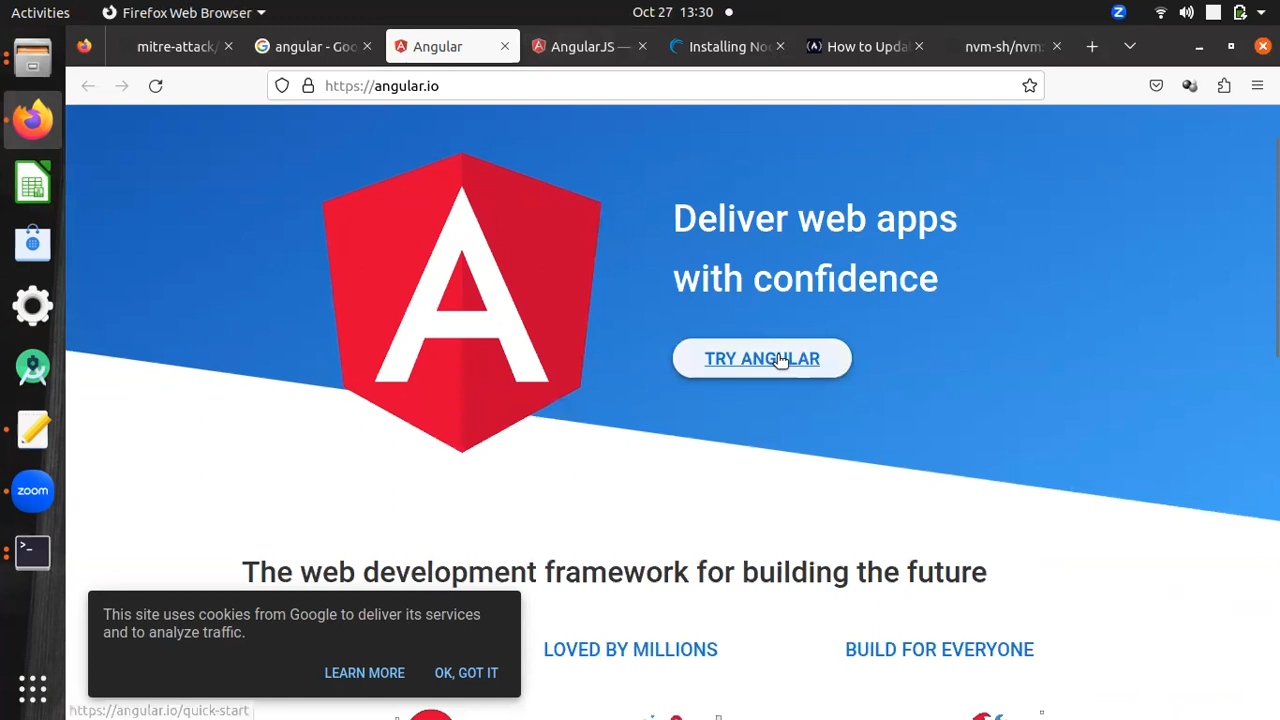 Activities
Firefox Web Browser
Oct 27 13:30
Z
mitre-attack/
angular - Goo
Angular
AngularJS —
Installing No
How to Upda
nvm-sh/nvm:
https://angular.io
Deliver web apps
with confidence
TRY ANGULAR
The web development framework for building the future
This site uses cookies from Google to deliver its services
and to analyze traffic.
LEARN MORE
OK, GOT IT
LOVED BY MILLIONS
BUILD FOR EVERYONE
zoom
https://angular.io/quick-start